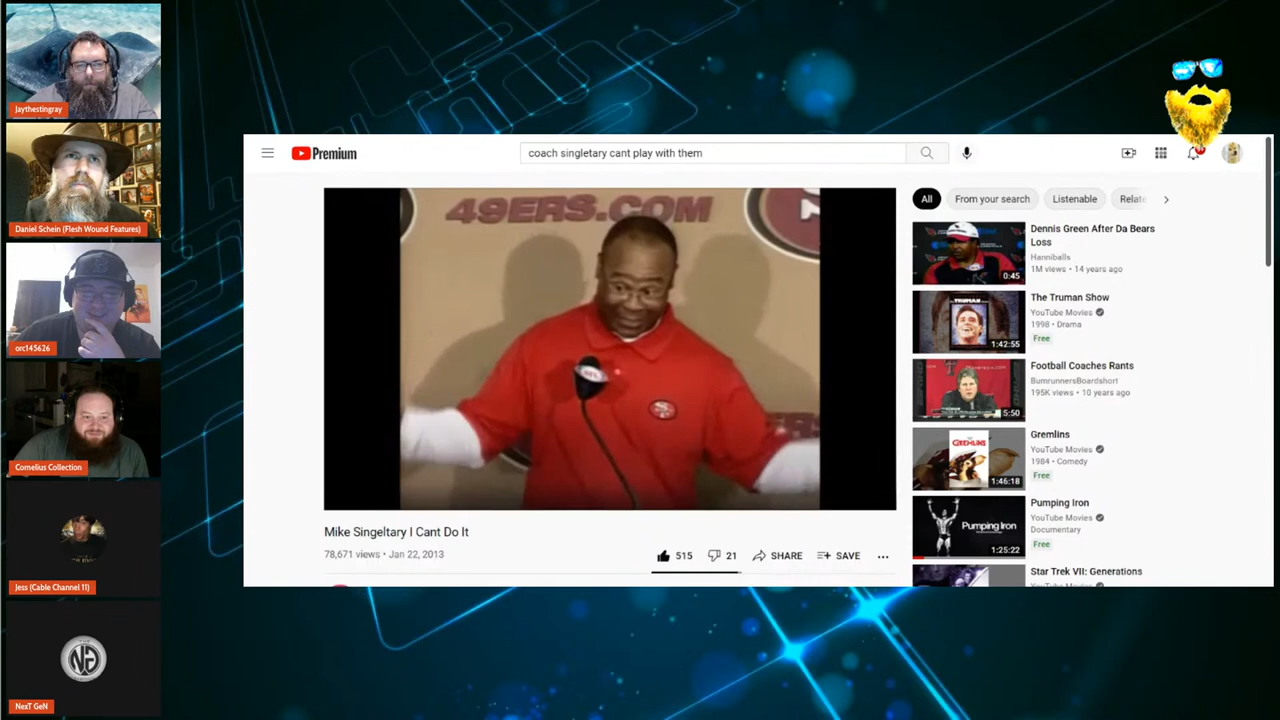 Jaythestingray
Daniel Schein (Flesh Wound Features)
orc145626
Cornelius Collection
Jess (Cable Channel 11)
NG
NexT GeN
Premium
coach singletary cant play with them
49ERS.COM
Mike Singeltary I Cant Do It
78,671 views • Jan 22, 2013
515
21
SHARE
SAVE
All
From your search
Listenable
Relate
0:45
Dennis Green After Da Bears
Loss
Hanniballs
1M views • 14 years ago
1:42:55
The Truman Show
YouTube Movies
1998 • Drama
Free
5:50
Football Coaches Rants
BumrunnersBoardshort
195K views • 10 years ago
GREMLINS
1:46:18
Gremlins
YouTube Movies
1984 • Comedy
Free
Pumping Iron
1:25:22
Pumping Iron
YouTube Movies
Documentary
Free
Star Trek VII: Generations
YouTube Movies